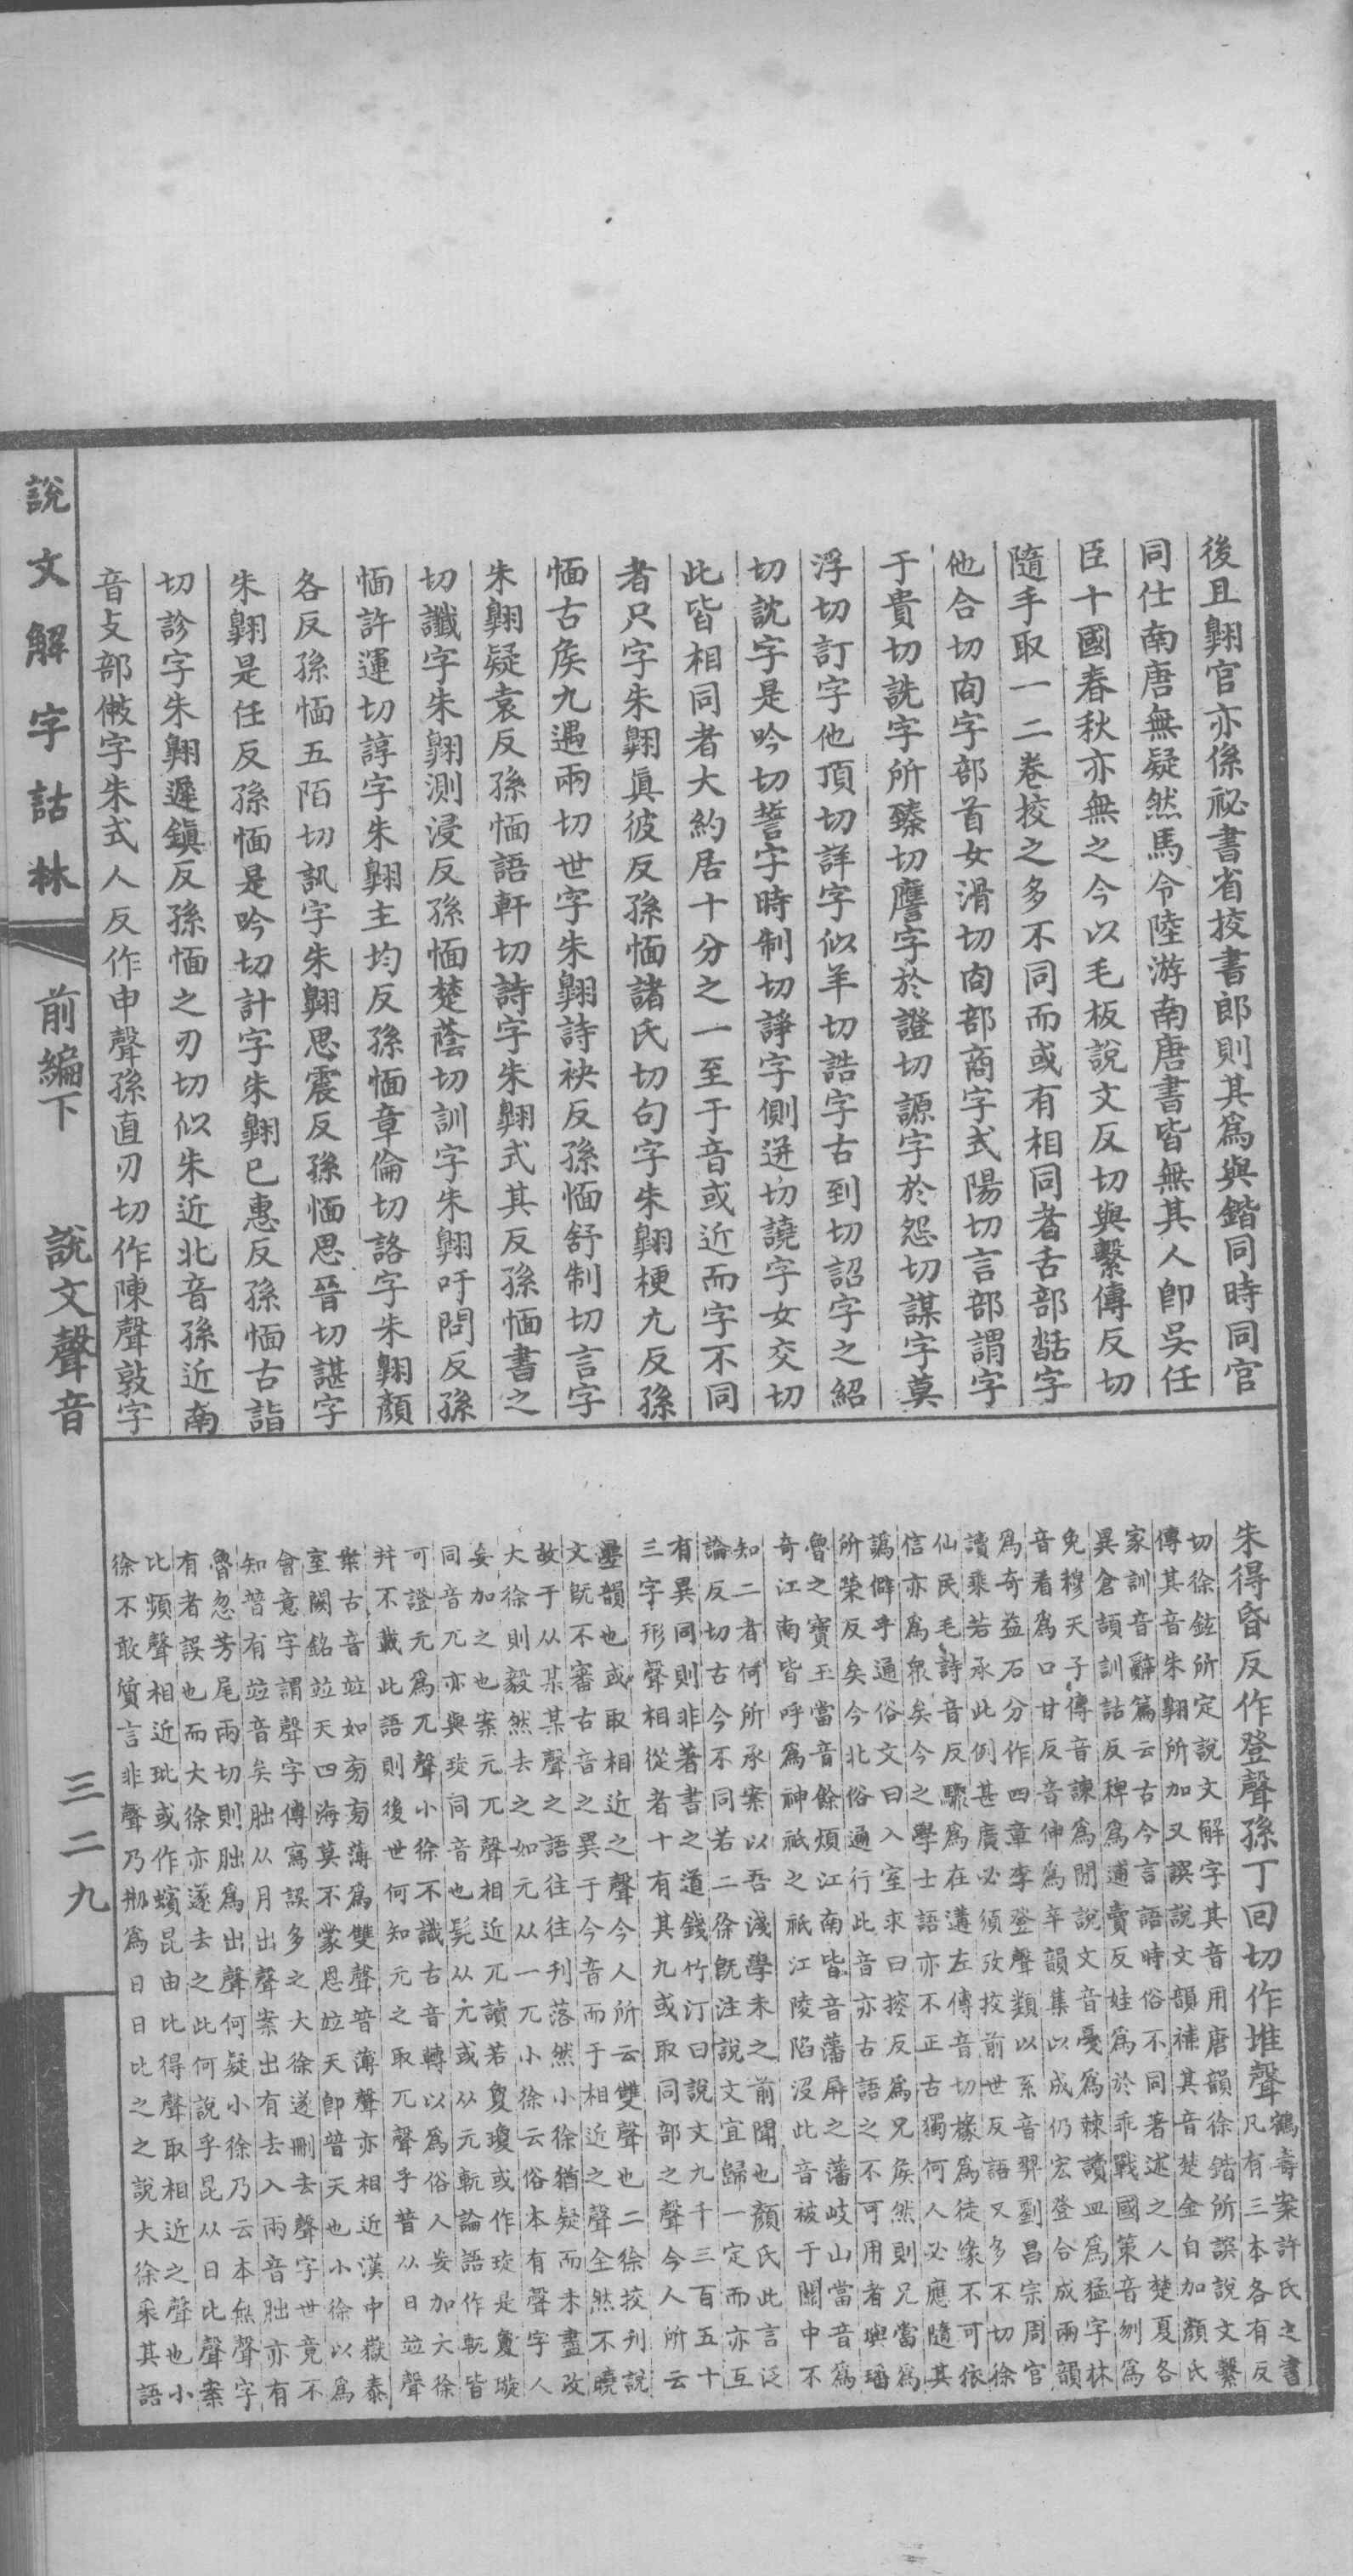 後且翺官亦係祕書省挍書郎則其為與鍇同時同官
同仕南唐無疑然馬令陸游南唐書皆無其人卽吳任
臣十國春秋亦無之今以毛板說文反切與繫傳反切
隨手取一二卷挍之多不同而或有相同者舌部䑜字
他合切㕯字部首女滑切㕯部商字式陽切言部謂字
于貴切詵字所臻切譍字於證切謜字於怨切謀字莫
浮切訂字他頂切詳字似羊切誥字古到切詔字之紹
切訦字是吟切誓字時制切諍字側迸切譊字女交切
此皆相同者大約居十分之一至于音或近而字不同
者只字朱翺眞彼反孫愐諸氏切句字朱翺梗尢反孫
愐古矦九遇兩切世字朱翺詩袂反孫愐舒制切言字
朱翺疑袁反孫愐語軒切詩字朱翺式其反孫愐書之
切讖字朱翺測浸反孫愐楚蔭切訓字朱翺吁問反孫
愐許運切諄字朱翺主均反孫愐章倫切詻字朱翺顏
各反孫愐五陌切訊字朱翺思震反孫愐思晉切諶字
朱翺是任反孫愐是吟切計字朱翺已惠反孫愐古詣
切診字朱翺遲鎭反孫愐之刃切似朱近北音孫近南
音攴部敒字朱式人反作申聲孫直刃切作陳聲敦字
朱得昏反作登聲孫丁回切作堆聲
鶴壽案許氏之書
凡有三本各有反
切徐鉉所定說文解字其音用唐韻徐鍇所誤說文繫
傳其音朱翺所加又誤說文韻補其音楚金自加顏氏
家訓音辭篇云古今言語時俗不同著述之人楚夏各
異倉頡訓詁反稗為逋賣反娃為於乖戰國策音刎為
免穆天子傳音諫為閒說文音戛為棘讀皿為猛字林
音看為口甘反音伸為辛韻集以成仍宏登合成兩韻
為奇益石分作四章李登聲類以系音羿劉昌宗周官
讀乘若承此例甚廣必須攷挍前世反語又多不切徐
仙民毛詩音反驟為在遘左傳音切椽為徒緣不可依
信亦為眾矣今之學士語亦不正古獨何人必應隨其
譌僻乎通俗文曰入室求曰搜反為兄矦然則兄當為
所榮反矣今北俗通行此音亦古語之不可用者璵璠
魯之寶玉當音餘煩江南皆音藩屏之藩岐山當音為
奇江南皆呼為神祇之祇江陵陷沒此音被于關中不
知二者何所承案以吾淺學未之前聞也顏氏此言泛
論反切古今不同若二徐旣注說文宜歸一定而亦互
有異同則非著書之道錢竹汀曰說文九千三百五十
三字形聲相從者十有其九或取同部之聲今人所云
疊韻也或取相近之聲今人所云雙聲也二徐挍刊說
文旣不審古音之異于今音而于相近之聲全然不曉
故于从某某聲之語往往刊落然小徐猶疑而未盡改
大徐則毅然去之如元从一兀小徐云俗本有聲字人
妄加之也案元兀聲相近兀讀若敻瓊或作琁是敻璇
同音兀亦與琁同音也髡从兀或从元軏論語作軏皆
可證元為兀聲小徐不識古音轉以為俗人妄加大徐
幷不載此語則後世何知元之取兀聲乎普从日竝聲
案古音竝如旁旁薄為雙聲普薄聲亦相近漢中嶽泰
室闕銘竝天四海莫不蒙恩竝天卽普天也小徐以為
會意字謂聲字傳寫誤多之大徐遂刪去聲字世竟不
知普有竝音矣朏从月出聲案出有去入兩音朏亦有
魯忽芳尾兩切則朏為出聲何疑小徐乃云本無聲字
有者誤也而大徐亦遂去之此何說乎昆从日比聲案
比頻聲相近玭或作蠙昆由比得聲取相近之聲也小
徐不敢質言非聲乃剏為日日比之之說大徐采其語
說文解字詁林
前編下
說文聲音
三二九